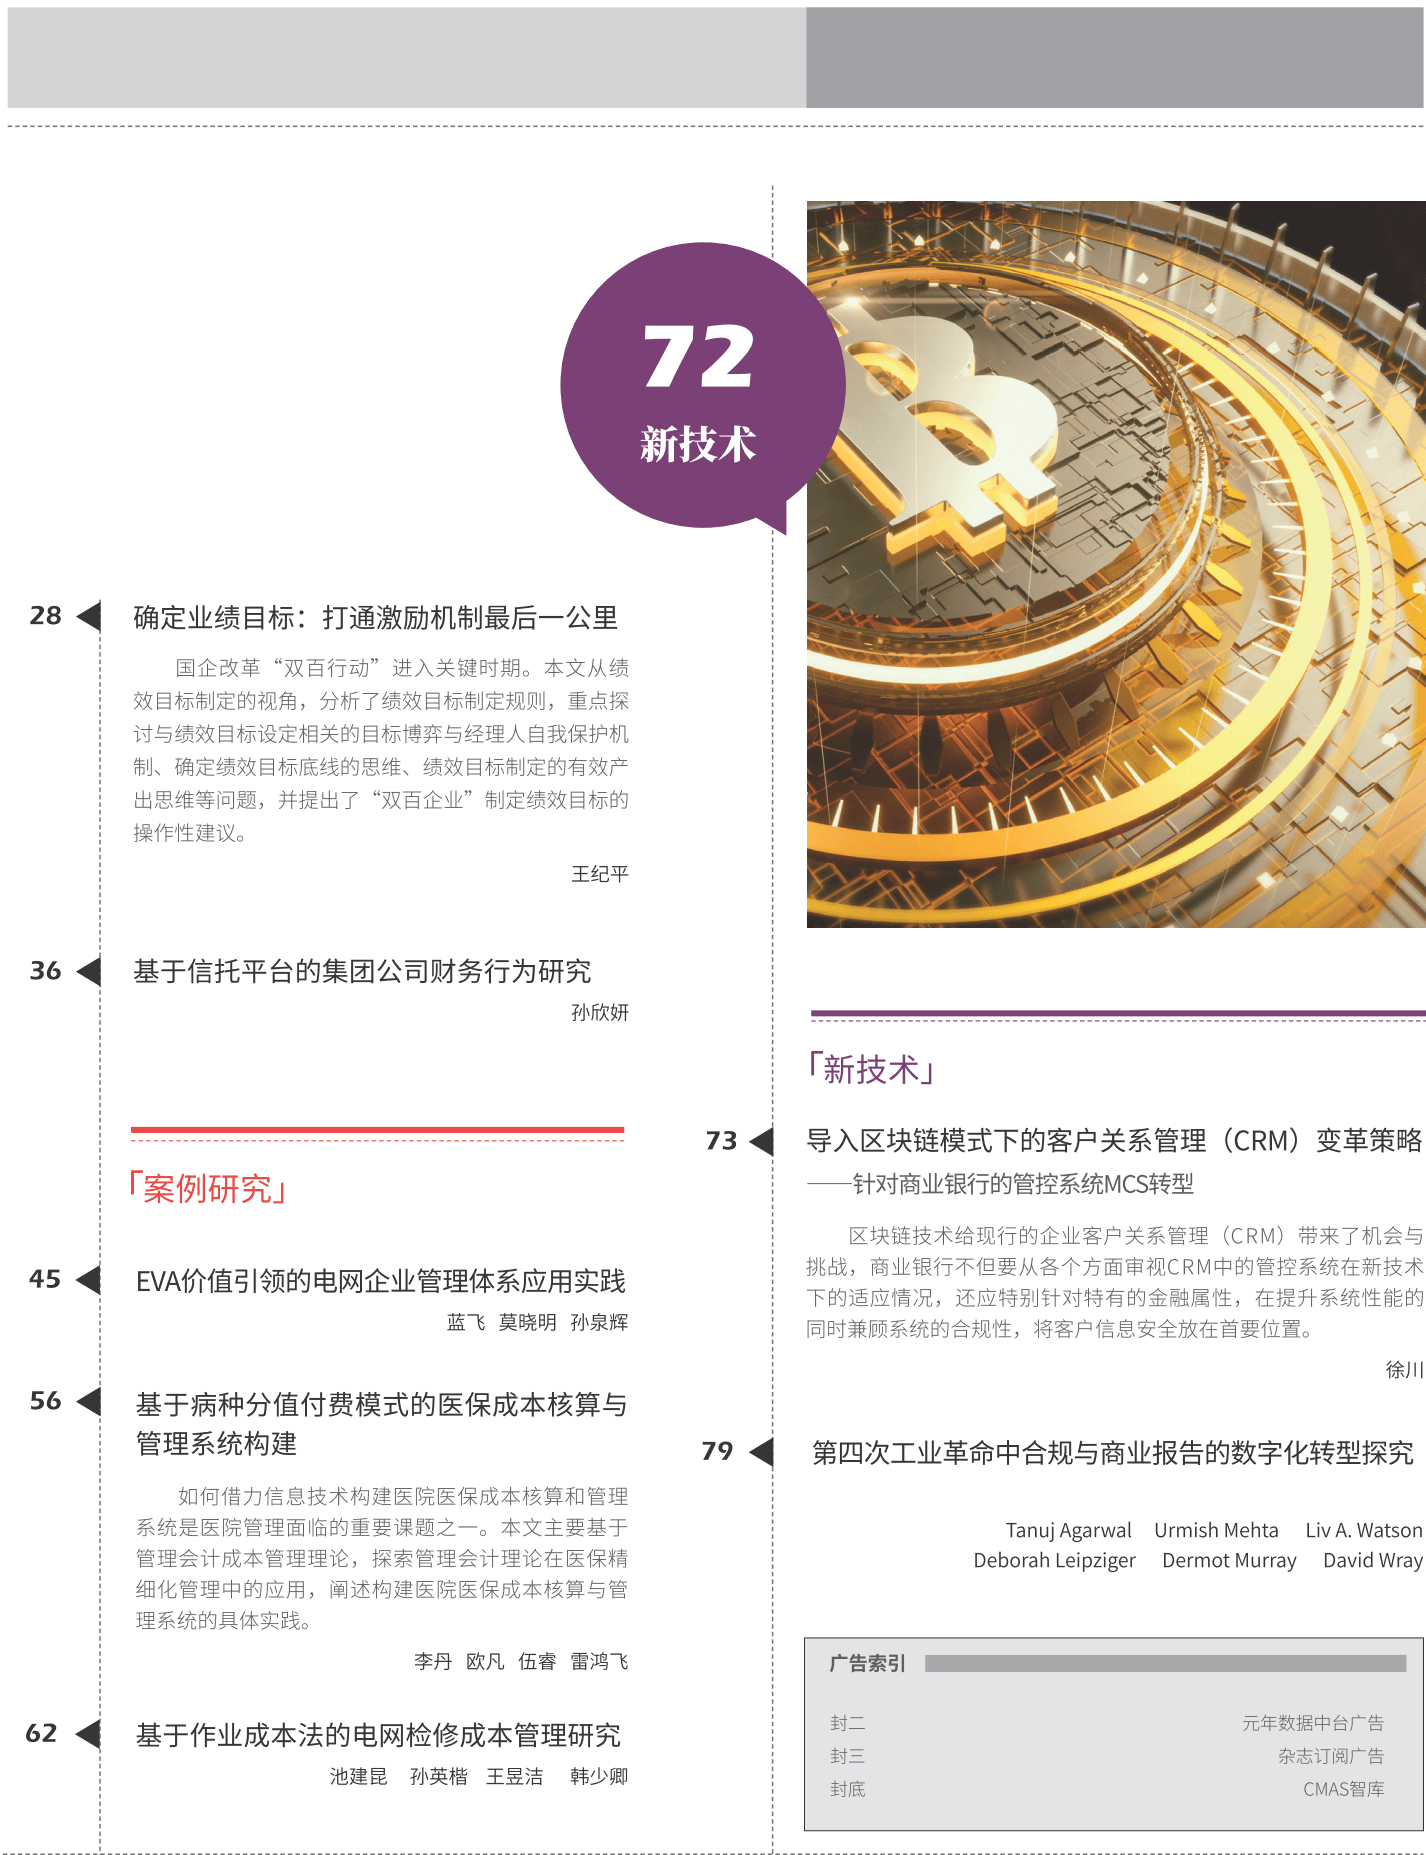 28
确定业绩目标：打通激励机制最后一公里
国企改革“双百行动”进入关键时期。本文从绩
效目标制定的视角，分析了绩效目标制定规则，重点探
讨与绩效目标设定相关的目标博弈与经理人自我保护机
制、确定绩效目标底线的思维、绩效目标制定的有效产
出思维等问题，并提出了“双百企业”制定绩效目标的
操作性建议。
王纪平
36
基于信托平台的集团公司财务行为研究
孙欣妍
「案例研究」
45
EVA价值引领的电网企业管理体系应用实践
蓝飞 莫晓明 孙泉辉
56
基于病种分值付费模式的医保成本核算与
管理系统构建
如何借力信息技术构建医院医保成本核算和管理
系统是医院管理面临的重要课题之一。本文主要基于
管理会计成本管理理论，探索管理会计理论在医保精
细化管理中的应用，阐述构建医院医保成本核算与管
理系统的具体实践。
李丹 欧凡 伍睿 雷鸿飞
62
基于作业成本法的电网检修成本管理研究
池建昆 孙英楷 王昱洁 韩少卿
72
新技术
「新技术」
73
导入区块链模式下的客户关系管理（CRM）变革策略
——针对商业银行的管控系统MCS转型
区块链技术给现行的企业客户关系管理（CRM）带来了机会与
挑战，商业银行不但要从各个方面审视CRM中的管控系统在新技术
下的适应情况，还应特别针对特有的金融属性，在提升系统性能的
同时兼顾系统的合规性，将客户信息安全放在首要位置。
徐川
79
第四次工业革命中合规与商业报告的数字化转型探究
Tanuj Agarwal Urmish Mehta Liv A. Watson
Deborah Leipziger Dermot Murray David Wray
广告索引
封二 元年数据中台广告
封三 杂志订阅广告
封底 CMAS智库